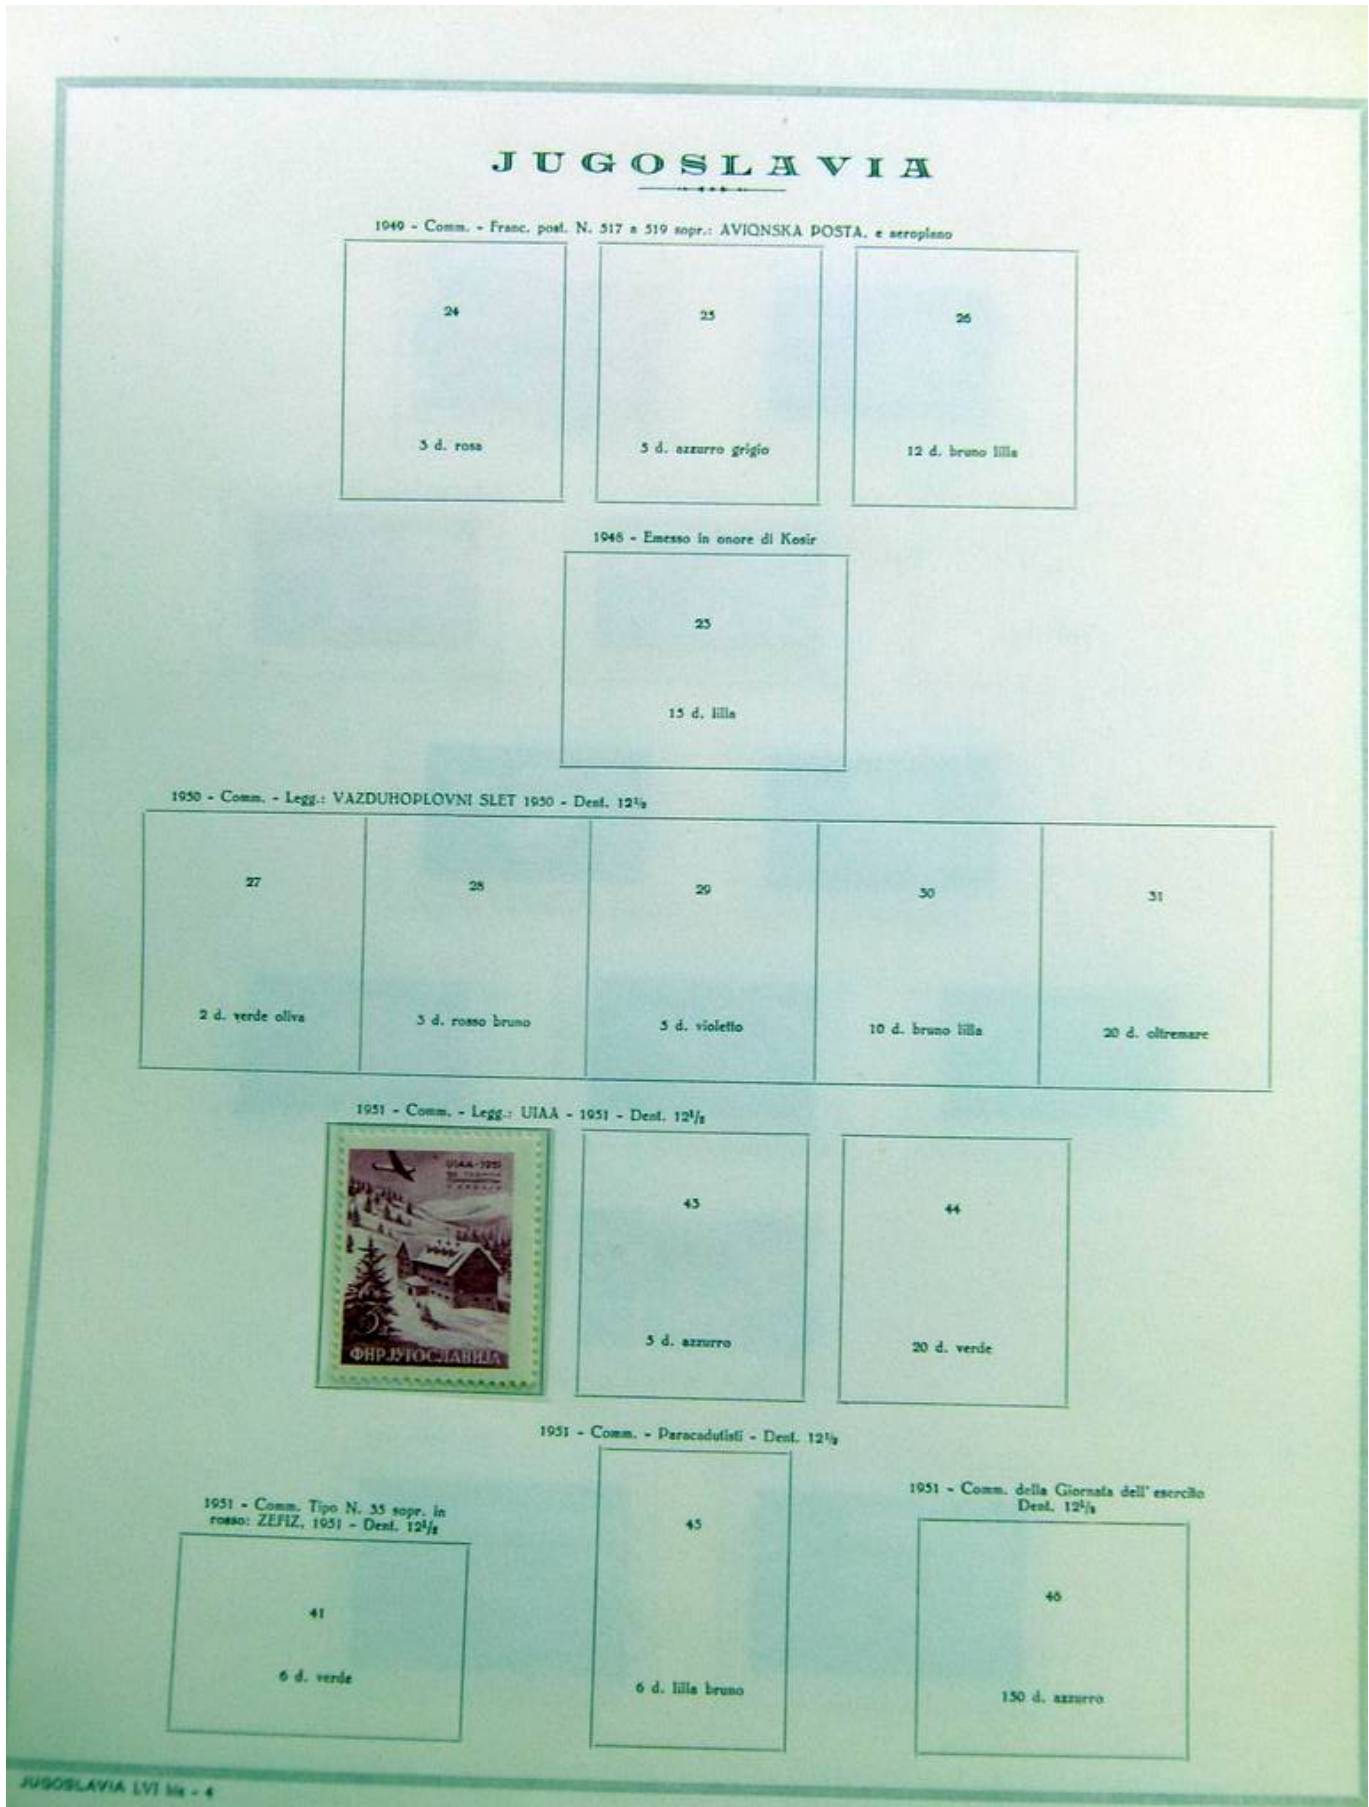 JUGOSLAVIA
1949 - Comm. - Franc. post. N. 517 a 519 sopr.: AVIONSKA POSTA, e aeroplano
24
25
26
3 d. rosa
5 d. azzurro grigio
12 d. bruno lilla
1948 - Emesso in onore di Kosir
23
15 d. lilla
1950 - Comm. - Legg.: VAZDUHOPLOVNI SLET 1950 - Dent. 12½
27
28
29
30
31
2 d. verde oliva
3 d. rosso bruno
5 d. violetto
10 d. bruno lilla
20 d. oltremare
1951 - Comm. - Legg.: UIAA - 1951 - Dent. 12½
UIAA-1951
3
ФНР ЈУГОСЛАВИЈА
43
44
5 d. azzurro
20 d. verde
1951 - Comm. - Paracadutisti - Dent. 12½
1951 - Comm. Tipo N. 35 sopr. in
rosso: ZEFIZ, 1951 - Dent. 12½
1951 - Comm. della Giornata dell' esercito
Dent. 12½
41
45
46
6 d. verde
6 d. lilla bruno
150 d. azzurro
JUGOSLAVIA LVI bis - 4